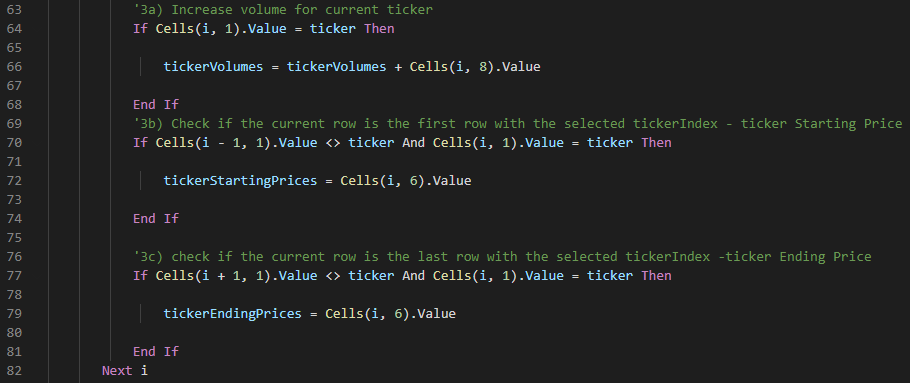 63 '3a) Increase volume for current ticker
64 If Cells(i, 1).Value = ticker Then
65
66 tickerVolumes = tickerVolumes + Cells(i, 8).Value
67
68 End If
69 '3b) Check if the current row is the first row with the selected tickerIndex - ticker Starting Price
70 If Cells(i - 1, 1).Value <> ticker And Cells(i, 1).Value = ticker Then
71
72 tickerStartingPrices = Cells(i, 6).Value
73
74 End If
75
76 '3c) check if the current row is the last row with the selected tickerIndex -ticker Ending Price
77 If Cells(i + 1, 1).Value <> ticker And Cells(i, 1).Value = ticker Then
78
79 tickerEndingPrices = Cells(i, 6).Value
80
81 End If
82 Next i